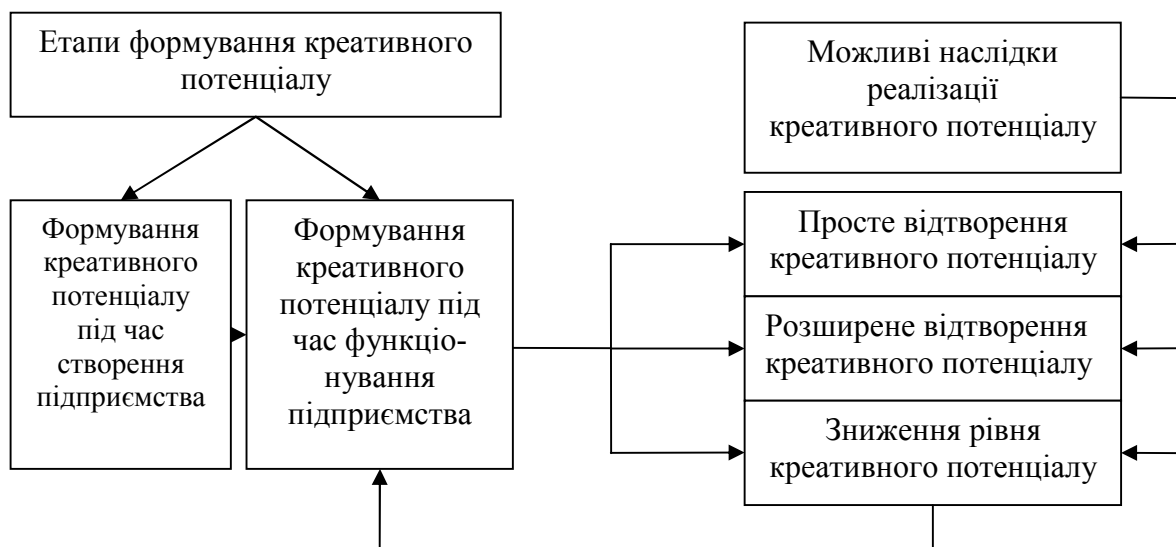 Етапи формування креативного
потенціалу
Можливі наслідки
реалізації
креативного потенціалу
Формування
креативного
потенціалу
під час
створення
підприємства
Формування
креативного
потенціалу під
час функціо-
нування
підприємства
Просте відтворення
креативного потенціалу
Розширене відтворення
креативного потенціалу
Зниження рівня
креативного потенціалу